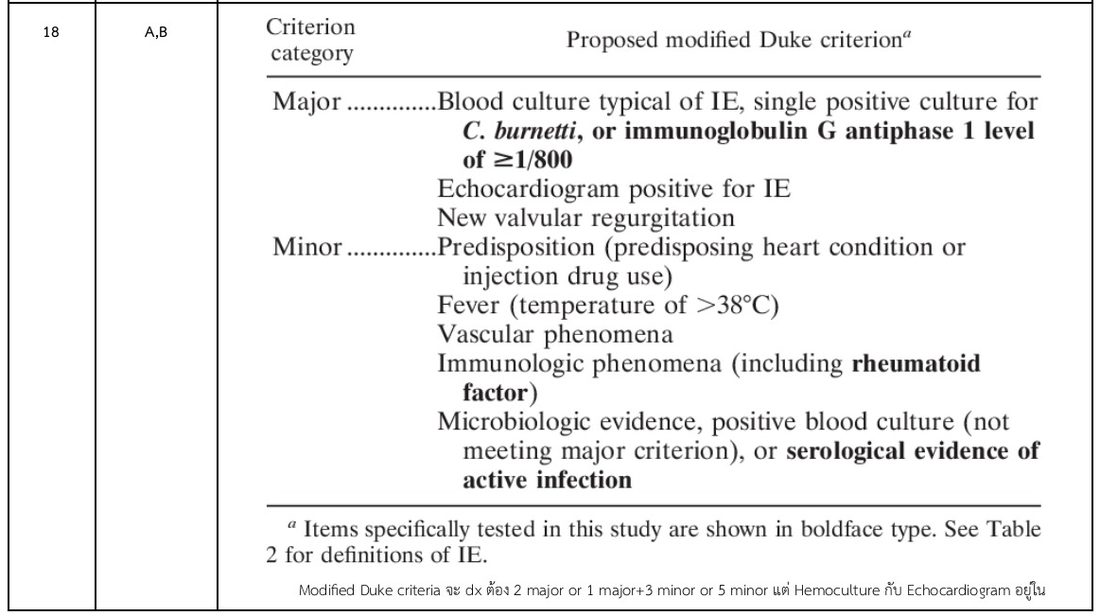 18
A,B
Criterion category
Proposed modified Duke criterionᵃ
Major ..............Blood culture typical of IE, single positive culture for
C. burnetti, or immunoglobulin G antiphase 1 level
of ≥1/800
Echocardiogram positive for IE
New valvular regurgitation
Minor ..............Predisposition (predisposing heart condition or
injection drug use)
Fever (temperature of >38°C)
Vascular phenomena
Immunologic phenomena (including rheumatoid
factor)
Microbiologic evidence, positive blood culture (not
meeting major criterion), or serological evidence of
active infection
ᵃ Items specifically tested in this study are shown in boldface type. See Table
2 for definitions of IE.
Modified Duke criteria จะ dx ต้อง 2 major or 1 major+3 minor or 5 minor แต่ Hemoculture กับ Echocardiogram อยู่ใน